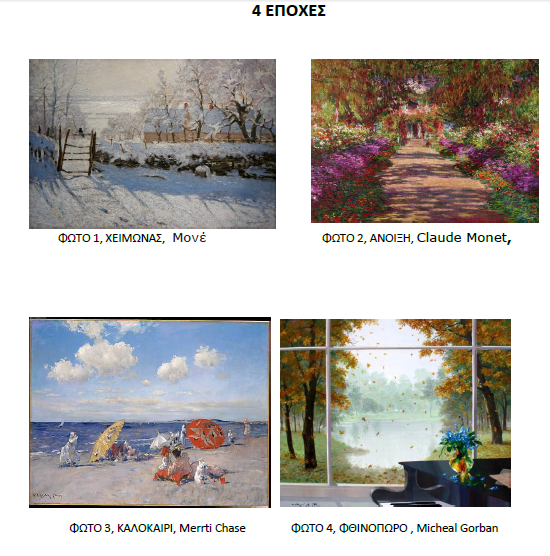 4 ΕΠΟΧΕΣ
ΦΩΤΟ 1, ΧΕΙΜΩΝΑΣ, Μονέ
ΦΩΤΟ 2, ΑΝΟΙΞΗ, Claude Monet,
ΦΩΤΟ 3, ΚΑΛΟΚΑΙΡΙ, Merrti Chase
ΦΩΤΟ 4, ΦΘΙΝΟΠΩΡΟ , Micheal Gorban